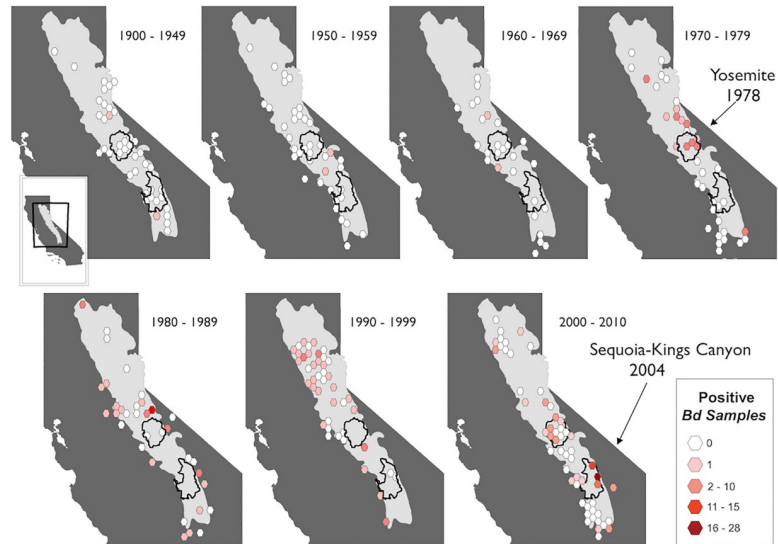 1900 - 1949
1950 - 1959
1960 - 1969
1970 - 1979
Yosemite
1978
1980 - 1989
1990 - 1999
2000 - 2010
Sequoia-Kings Canyon
2004
Positive
Bd Samples
0
1
2 - 10
11 - 15
16 - 28